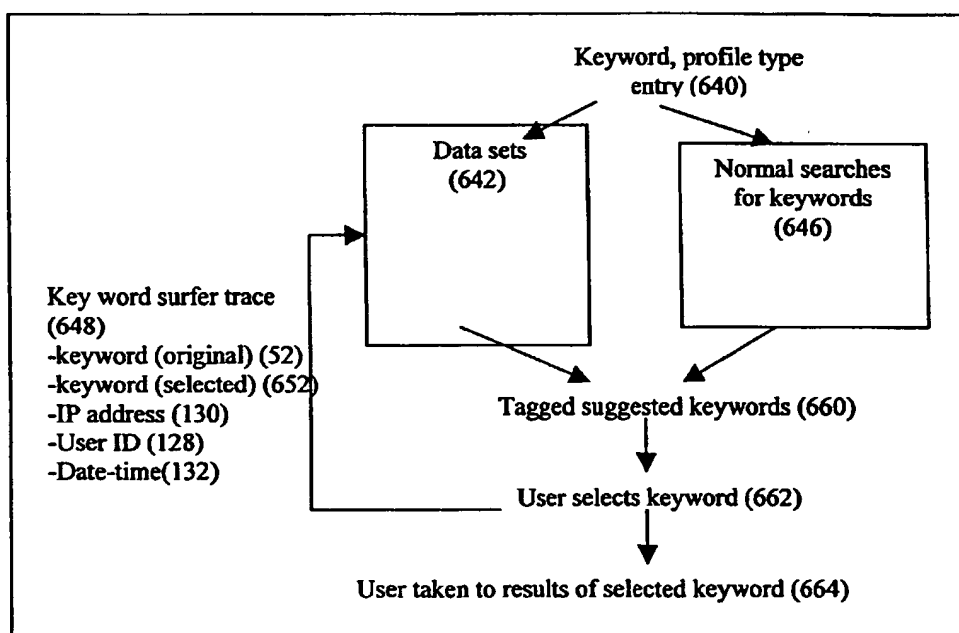 Keyword, profile type
entry (640)
Data sets
(642)
Normal searches
for keywords
(646)
Key word surfer trace
(648)
-keyword (original) (52)
-keyword (selected) (652)
-IP address (130)
-User ID (128)
-Date-time(132)
Tagged suggested keywords (660)
User selects keyword (662)
User taken to results of selected keyword (664)